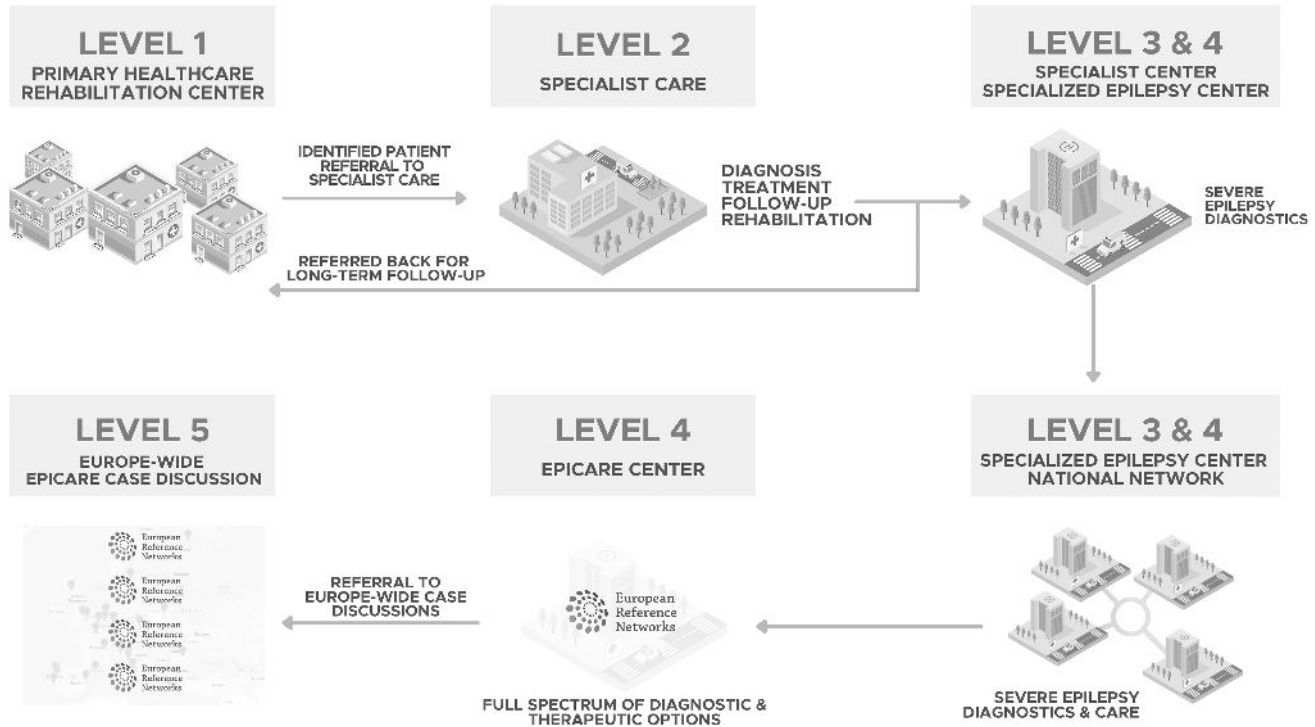 LEVEL 1
PRIMARY HEALTHCARE
REHABILITATION CENTER
LEVEL 2
SPECIALIST CARE
LEVEL 3 & 4
SPECIALIST CENTER
SPECIALIZED EPILEPSY CENTER
IDENTIFIED PATIENT
REFERRAL TO
SPECIALIST CARE
REFERRED BACK FOR
LONG-TERM FOLLOW-UP
DIAGNOSIS
TREATMENT
FOLLOW-UP
REHABILITATION
SEVERE
EPILEPSY
DIAGNOSTICS
LEVEL 5
EUROPE-WIDE
EPICARE CASE DISCUSSION
LEVEL 4
EPICARE CENTER
LEVEL 3 & 4
SPECIALIZED EPILEPSY CENTER
NATIONAL NETWORK
European
Reference
Networks
European
Reference
Networks
European
Reference
Networks
European
Reference
Networks
REFERRAL TO
EUROPE-WIDE CASE
DISCUSSIONS
European
Reference
Networks
FULL SPECTRUM OF DIAGNOSTIC &
THERAPEUTIC OPTIONS
SEVERE EPILEPSY
DIAGNOSTICS & CARE